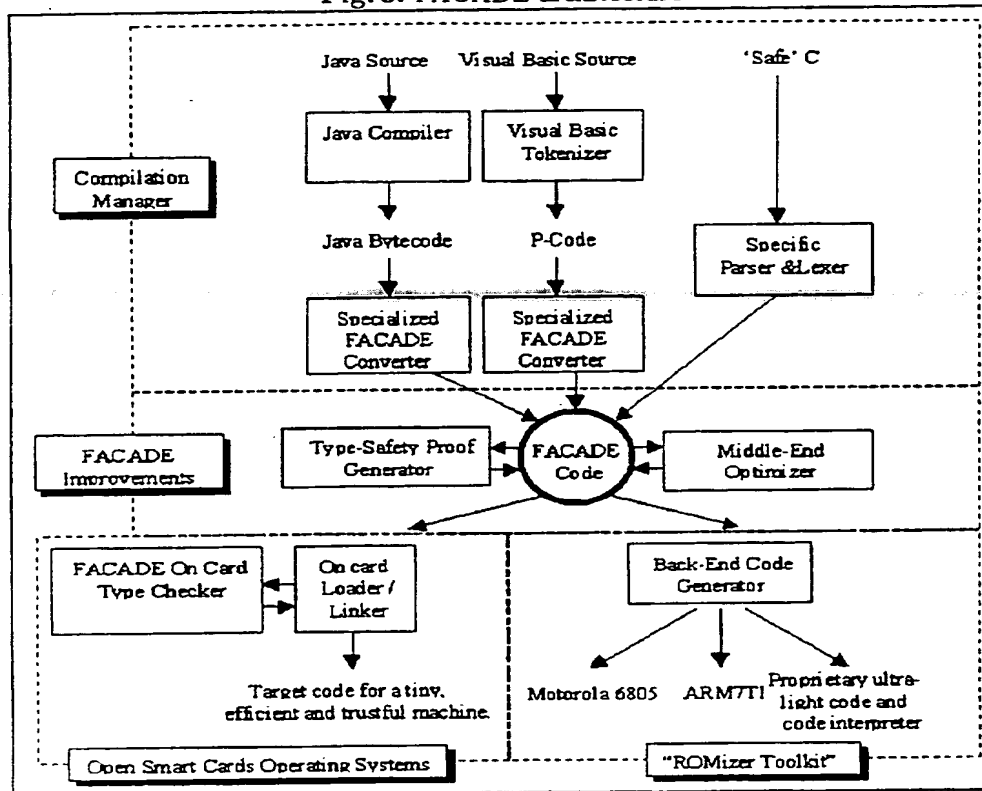 Java Source
Visual Basic Source
'Safe' C
Java Compiler
Visual Basic
Tokenizer
Compilation
Manager
Java Bytecode
P-Code
Specific
Parser &Lexer
Specialized
FACADE
Converter
Specialized
FACADE
Converter
FACADE
Improvements
Type-Safety Proof
Generator
FACADE
Code
Middle-End
Optimizer
FACADE On Card
Type Checker
On card
Loader /
Linker
Back-End Code
Generator
Target code for a tiny,
efficient and trustful machine.
Motorola 6805
ARM7TI
Proprietary ultra-
light code and
code interpreter
Open Smart Cards Operating Systems
"ROMizer Toolkit"